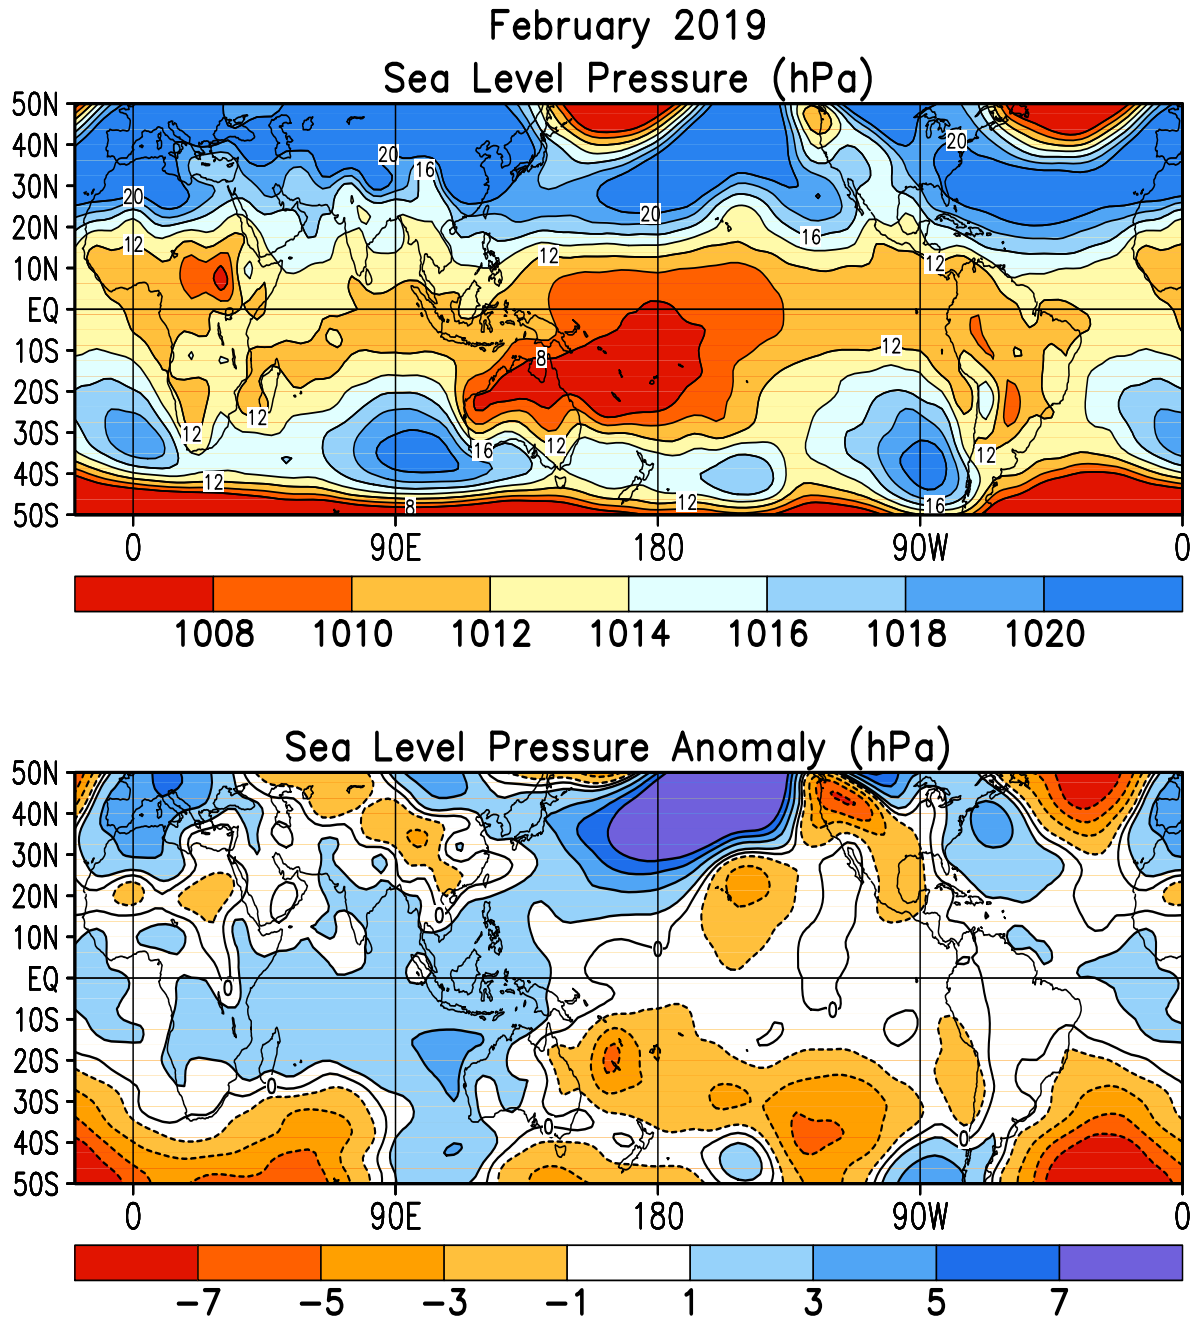 February 2019
Sea Level Pressure (hPa)
50N
40N
30N
20N
10N
EQ
10S
20S
30S
40S
50S
20
16
20
20
20
16
12
12
12
8
12
12
12
16
12
12
12
8
12
16
0
90E
180
90W
0
1008
1010
1012
1014
1016
1018
1020
Sea Level Pressure Anomaly (hPa)
50N
40N
30N
20N
10N
EQ
10S
20S
30S
40S
50S
0
0
0
0
0
0
0
0
90E
180
90W
0
−7
−5
−3
−1
1
3
5
7